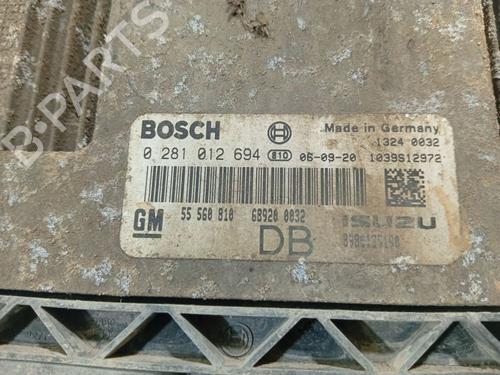 B-PARTS
BOSCH
Made in Germany
1324 0032
0 281 012 694 810 06-09-20 1039S12972
GM 55 560 810 68920 0032 ISUZU
DB